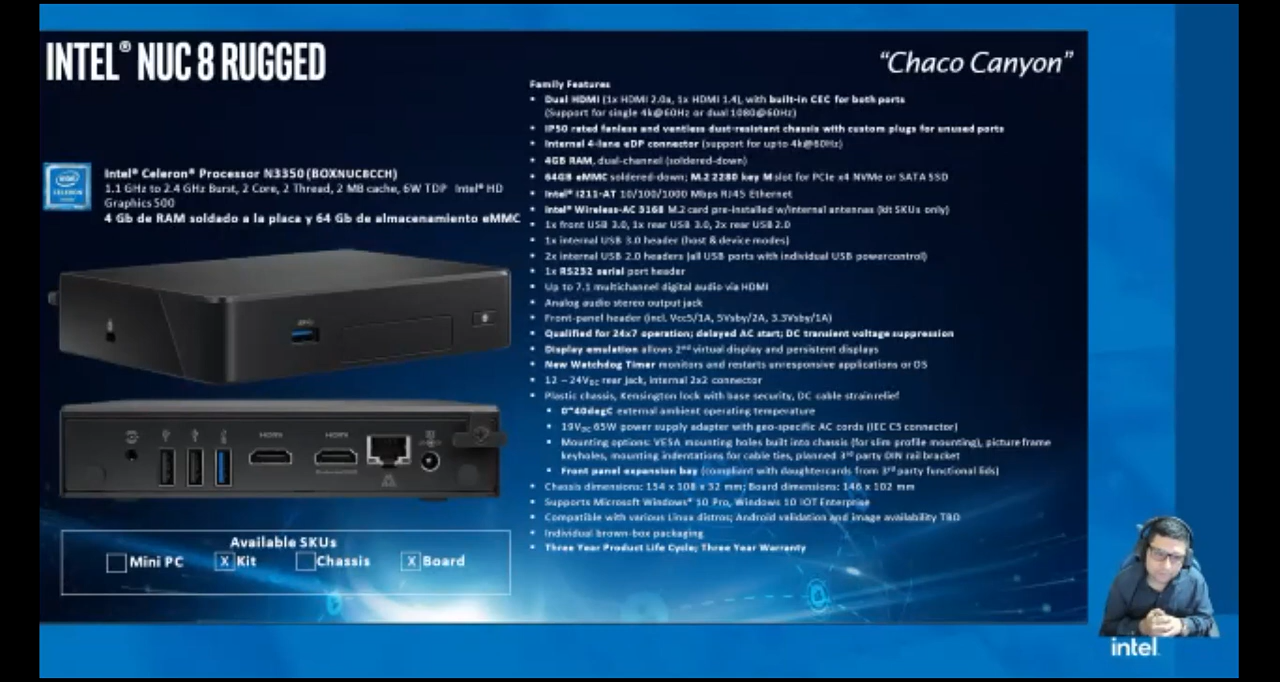 INTEL® NUC 8 RUGGED
"Chaco Canyon"
Intel® Celeron® Processor N3350 (BOXNUC8CCH)
1.1 GHz to 2.4 GHz Burst, 2 Core, 2 Thread, 2 MB cache, 6W TDP Intel® HD
Graphics 500
4 Gb de RAM soldado a la placa y 64 Gb de almacenamiento eMMC
HDMI
HDMI
Available SKUs
Mini PC
X Kit
Chassis
X Board
Family Features
• Dual HDMI (1x HDMI 2.0a, 1x HDMI 1.4), with built-in CEC for both ports
(Support for single 4k@60Hz or dual 1080@60Hz)
• IP50 rated fanless and ventless dust-resistant chassis with custom plugs for unused ports
• Internal 4-lane eDP connector (support for upto 4k@60Hz)
• 4GB RAM, dual-channel (soldered-down)
• 64GB eMMC soldered-down; M.2 2280 key M slot for PCIe x4 NVMe or SATA SSD
• Intel® i211-AT 10/100/1000 Mbps RJ45 Ethernet
• Intel® Wireless-AC 3168 M.2 card pre-installed w/internal antennas (kit SKUs only)
• 1x front USB 3.0, 1x rear USB 3.0, 2x rear USB 2.0
• 1x internal USB 3.0 header (host & device modes)
• 2x internal USB 2.0 headers (all USB ports with individual USB power control)
• 1x RS232 serial port header
• Up to 7.1 multichannel digital audio via HDMI
• Analog audio stereo output jack
• Front-panel header (incl. Vcc5/1A, 5Vsby/2A, 3.3Vsby/1A)
• Qualified for 24x7 operation; delayed AC start; DC transient voltage suppression
• Display emulation allows 2nd virtual display and persistent displays
• New Watchdog Timer monitors and restarts unresponsive applications or OS
• 12 – 24VDC rear jack, internal 2x2 connector
• Plastic chassis, Kensington lock with base security, DC cable strain relief
• 0~40degC external ambient operating temperature
• 19VDC 65W power supply adapter with geo-specific AC cords (IEC C5 connector)
• Mounting options: VESA mounting holes built into chassis (for slim profile mounting), picture frame
keyholes, mounting indentations for cable ties, planned 3rd party DIN rail bracket
• Front panel expansion bay (compliant with daughtercards from 3rd party functional lids)
• Chassis dimensions: 154 x 108 x 32 mm; Board dimensions: 146 x 102 mm
• Supports Microsoft Windows® 10 Pro, Windows 10 IOT Enterprise
• Compatible with various Linux distros; Android validation and image availability TBD
• Individual brown-box packaging
• Three Year Product Life Cycle; Three Year Warranty
intel